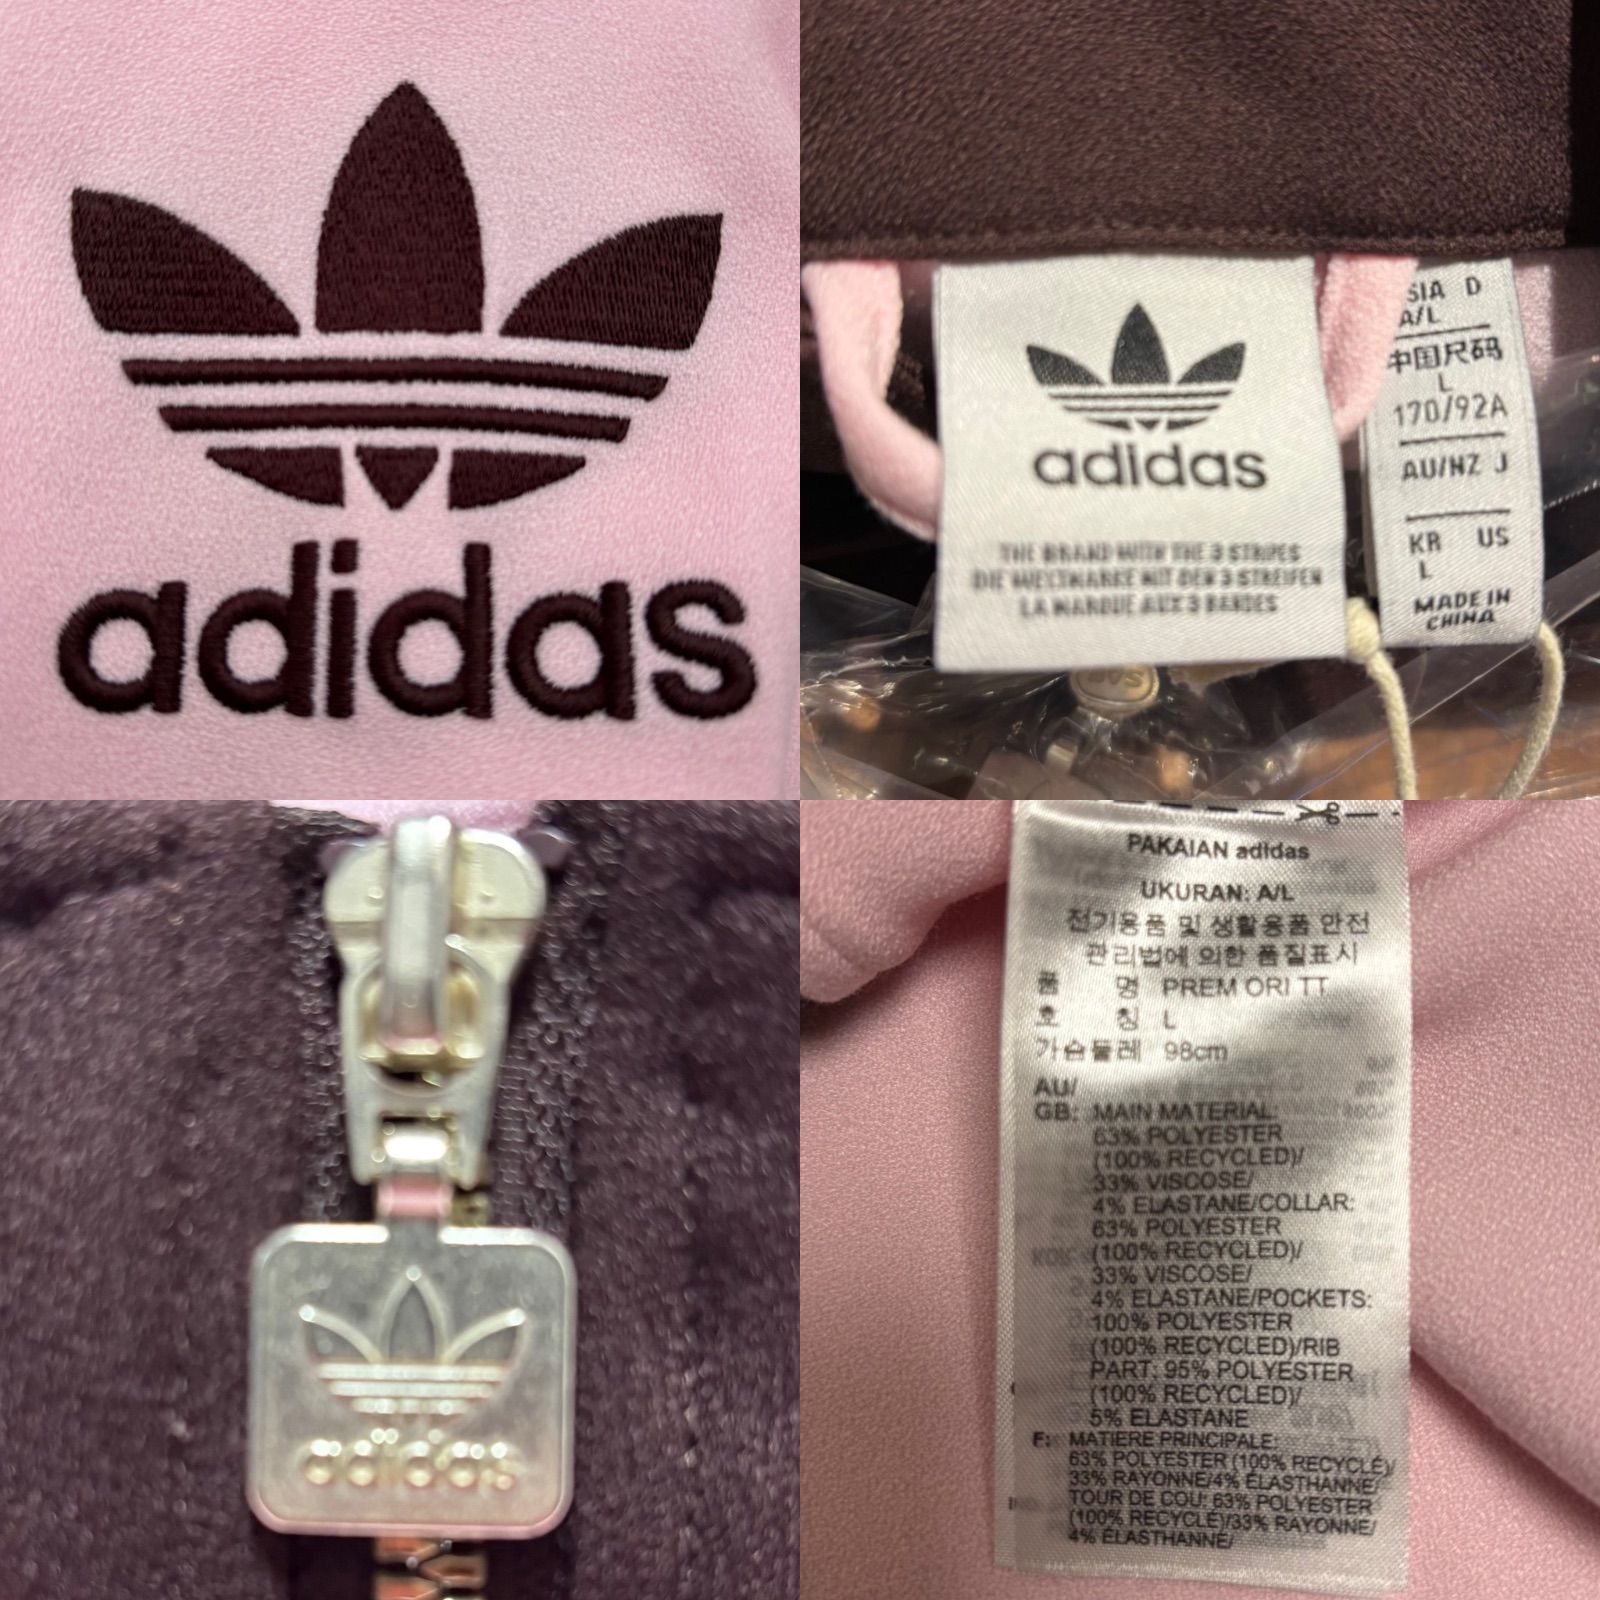 adidas
adidas
THE BRAND WITH THE 3 STRIPES
DIE WELTMARKE MIT DEN 3 STREIFEN
LA MARQUE AUX 3 BANDES
SIA D
A/L
中国尺码
L
170/92A
AU/NZ J
KR US
L
MADE IN
CHINA
adidas
PAKAIAN adidas
UKURAN: A/L
전기용품 및 생활용품 안전
관리법에 의한 품질표시
품 명 PREM ORI TT
호 칭 L
가슴둘레 98cm
AU/
GB: MAIN MATERIAL:
63% POLYESTER
(100% RECYCLED)/
33% VISCOSE/
4% ELASTANE/COLLAR:
63% POLYESTER
(100% RECYCLED)/
33% VISCOSE/
4% ELASTANE/POCKETS:
100% POLYESTER
(100% RECYCLED)/RIB
PART: 95% POLYESTER
(100% RECYCLED)/
5% ELASTANE
F: MATIERE PRINCIPALE:
63% POLYESTER (100% RECYCLÉ)/
33% RAYONNE/4% ÉLASTHANNE/
TOUR DE COU: 63% POLYESTER
(100% RECYCLÉ)/33% RAYONNE/
4% ÉLASTHANNE/